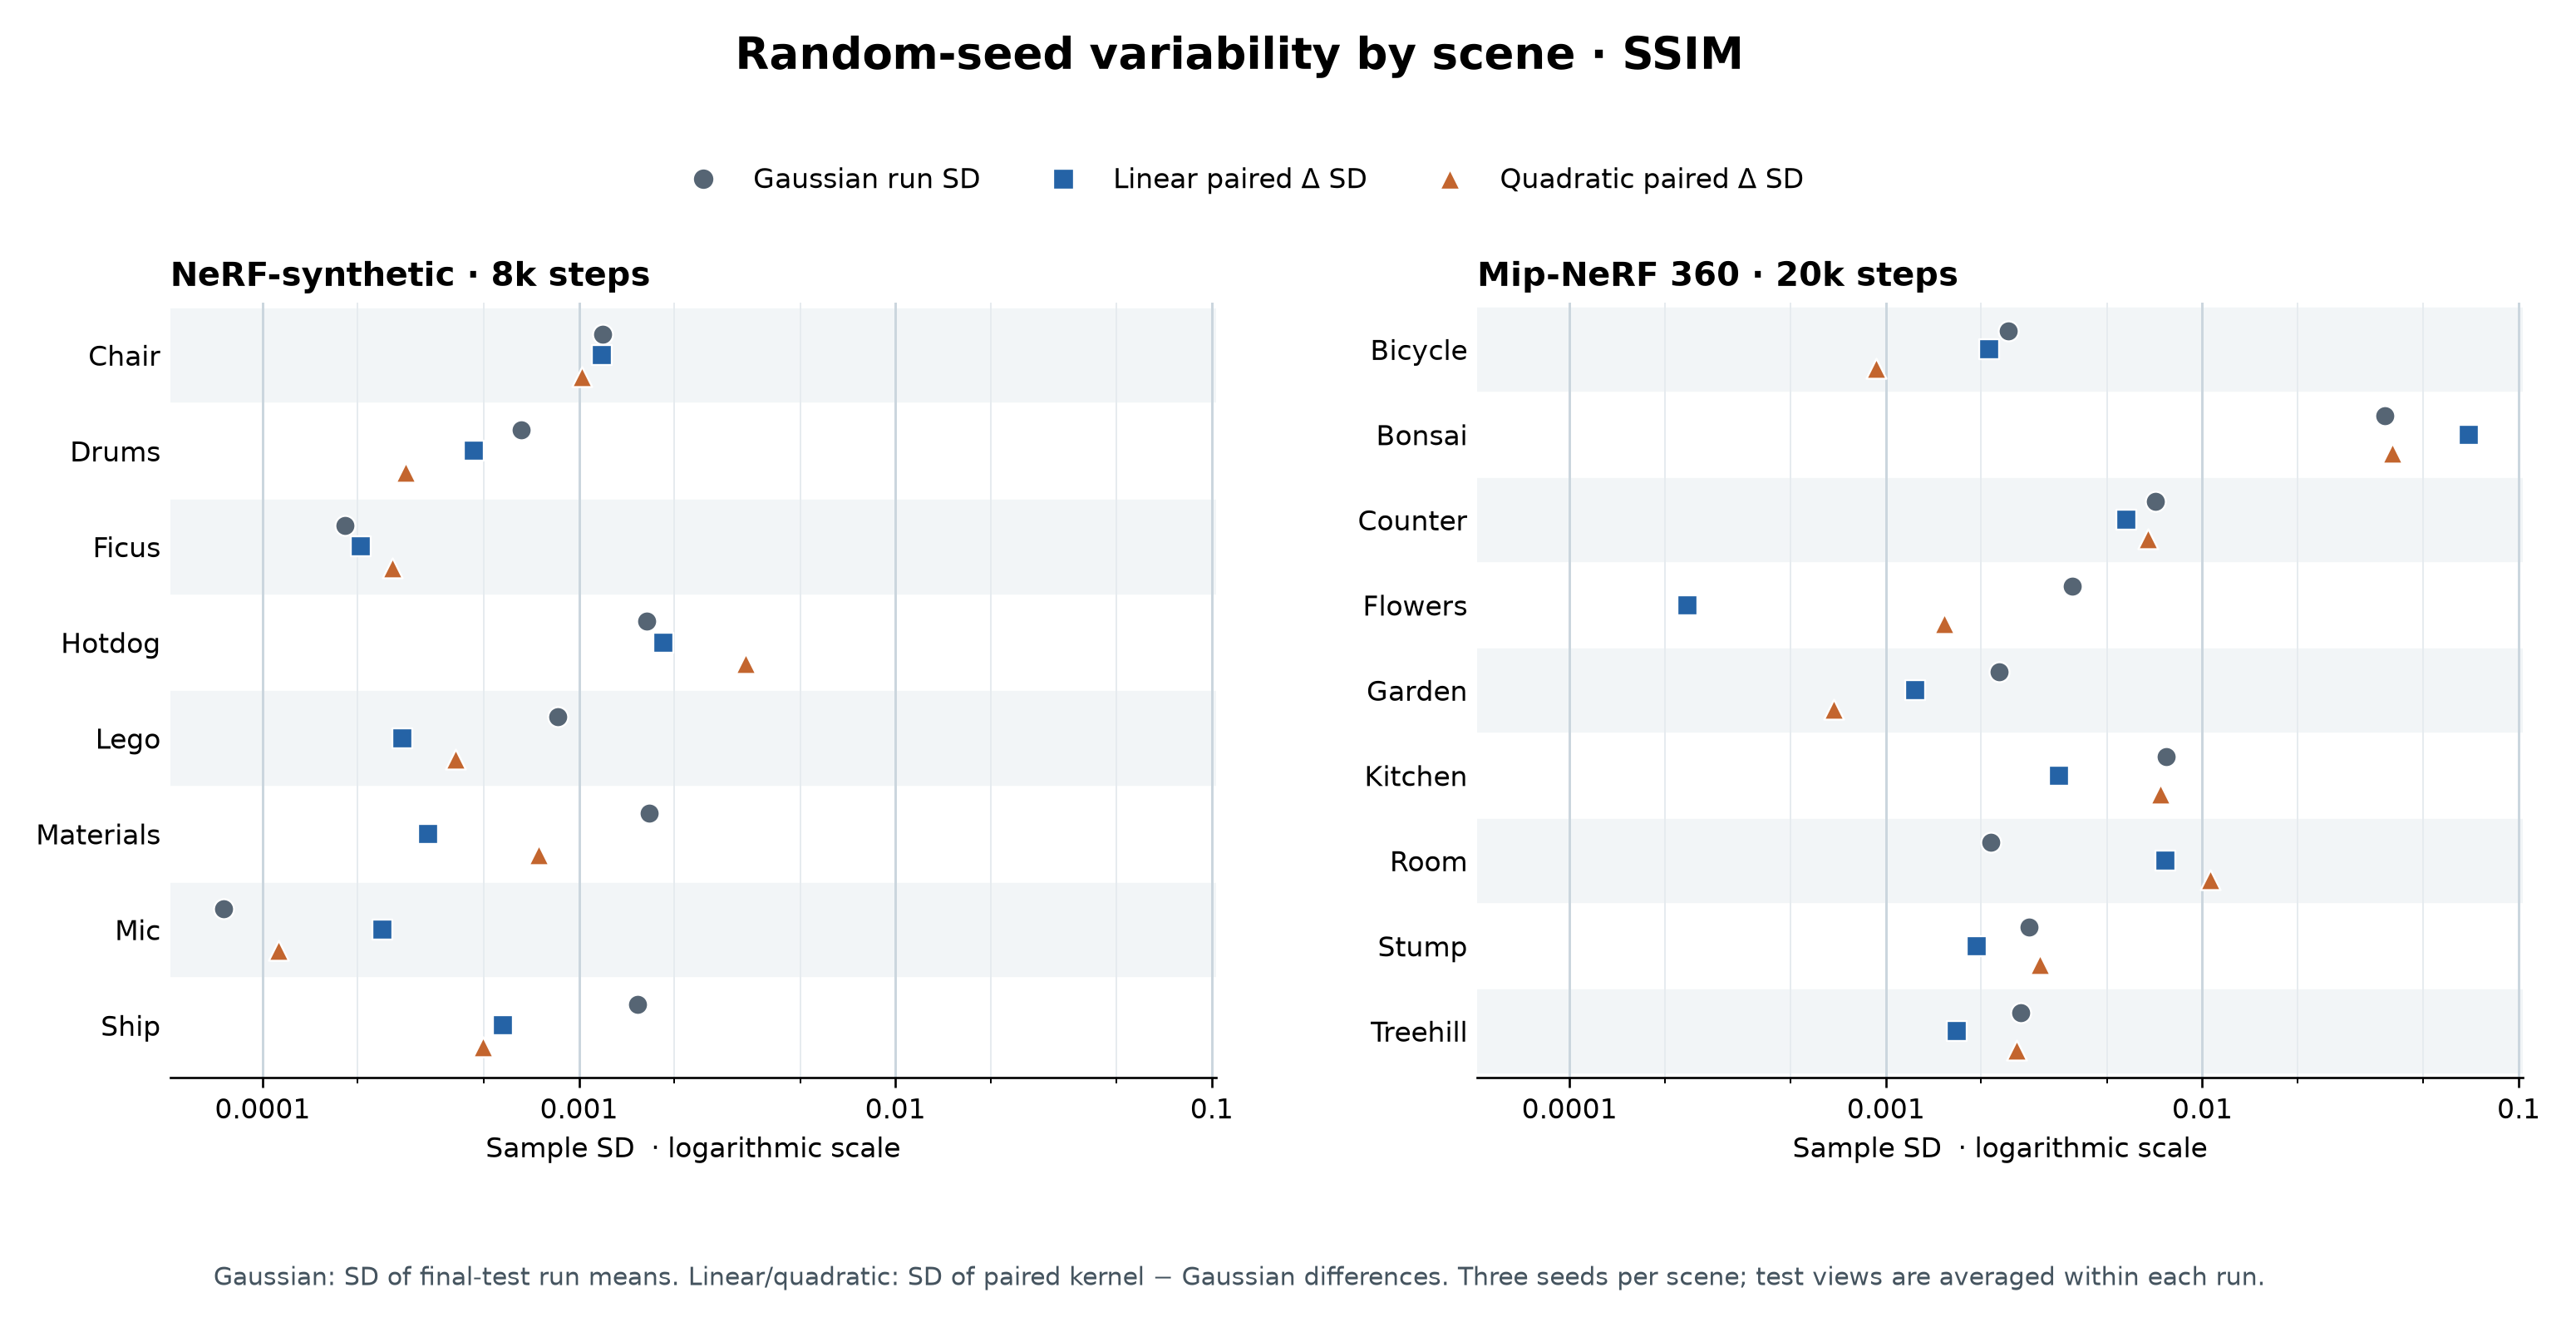 Random-seed variability by scene · SSIM
Gaussian run SD
Linear paired Δ SD
Quadratic paired Δ SD
NeRF-synthetic · 8k steps
Chair
Drums
Ficus
Hotdog
Lego
Materials
Mic
Ship
0.0001
0.001
0.01
0.1
Sample SD · logarithmic scale
Mip-NeRF 360 · 20k steps
Bicycle
Bonsai
Counter
Flowers
Garden
Kitchen
Room
Stump
Treehill
0.0001
0.001
0.01
0.1
Sample SD · logarithmic scale
Gaussian: SD of final-test run means. Linear/quadratic: SD of paired kernel − Gaussian differences. Three seeds per scene; test views are averaged within each run.